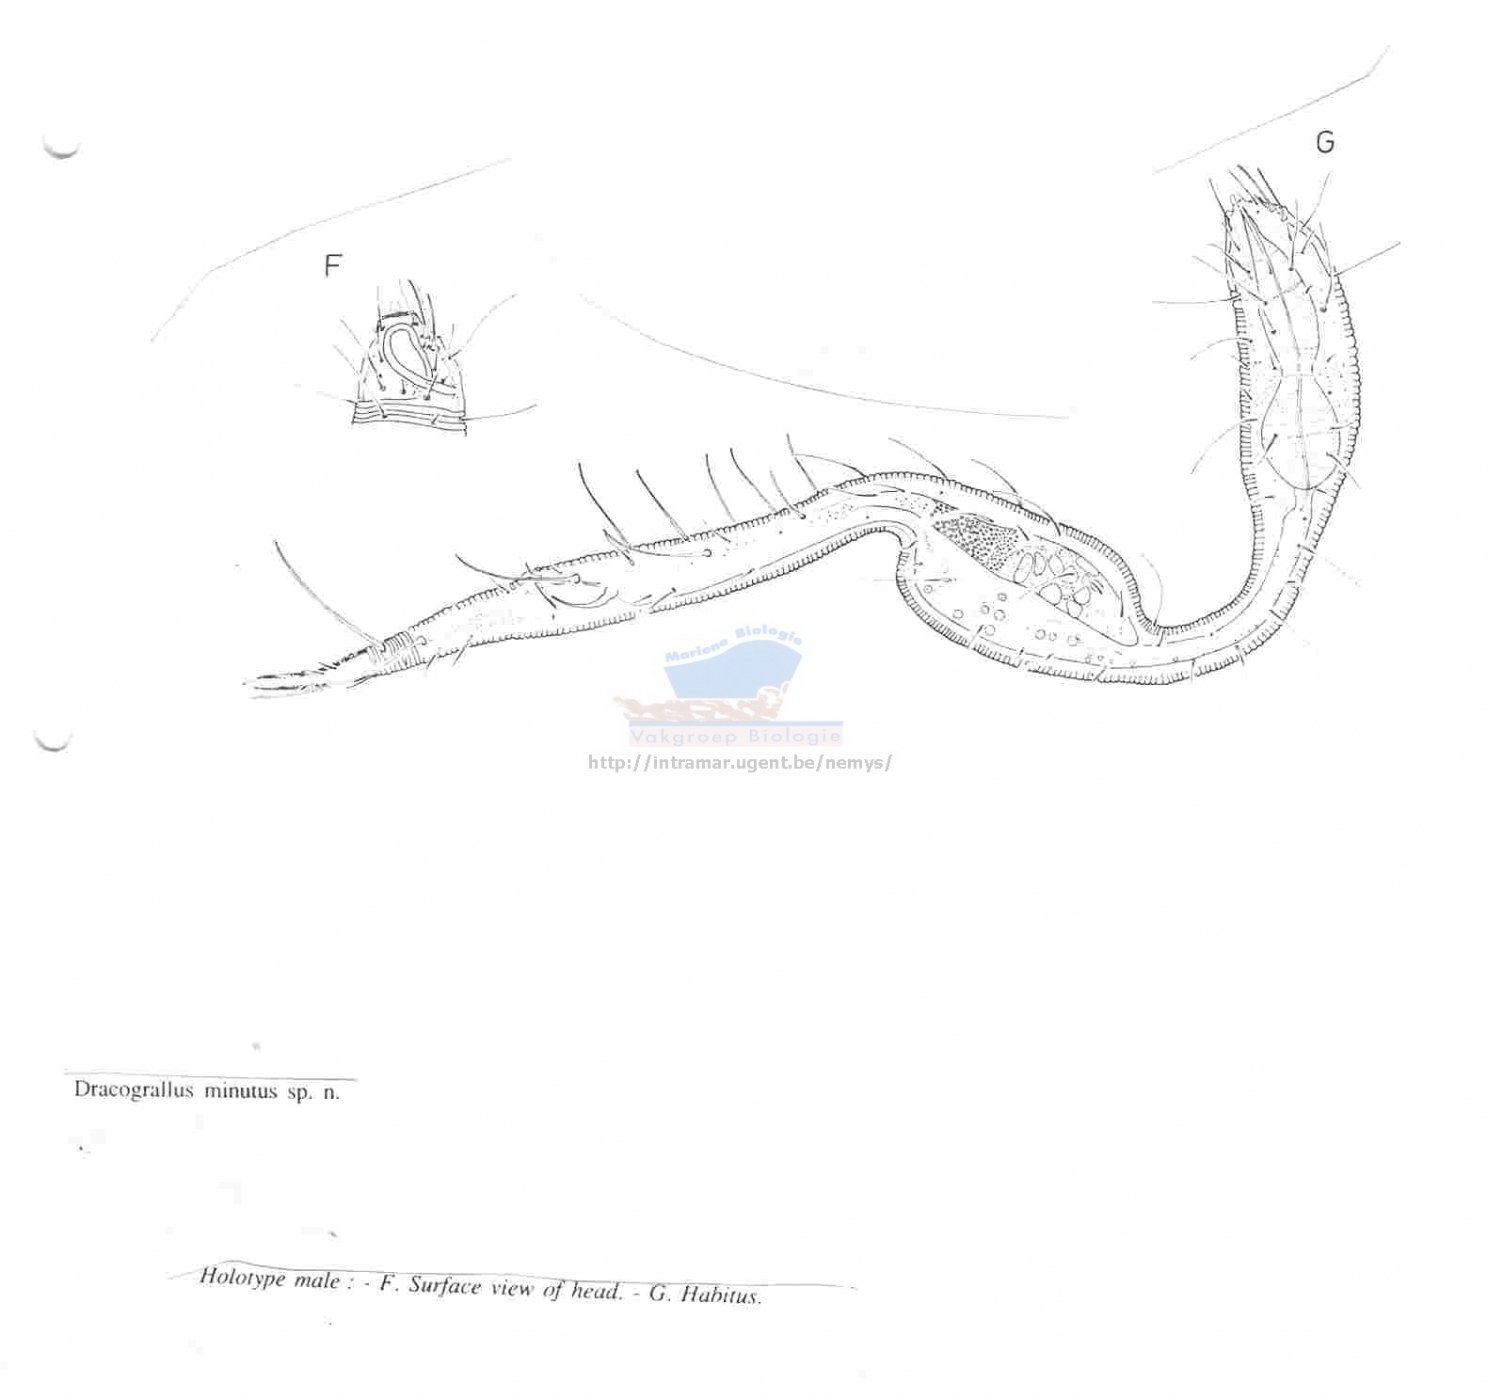 G
F
Mariene Biologie
Vakgroep Biologie
http://intramar.ugent.be/nemys/
Dracograllus minutus sp. n.
Holotype male : - F. Surface view of head. - G. Habitus.